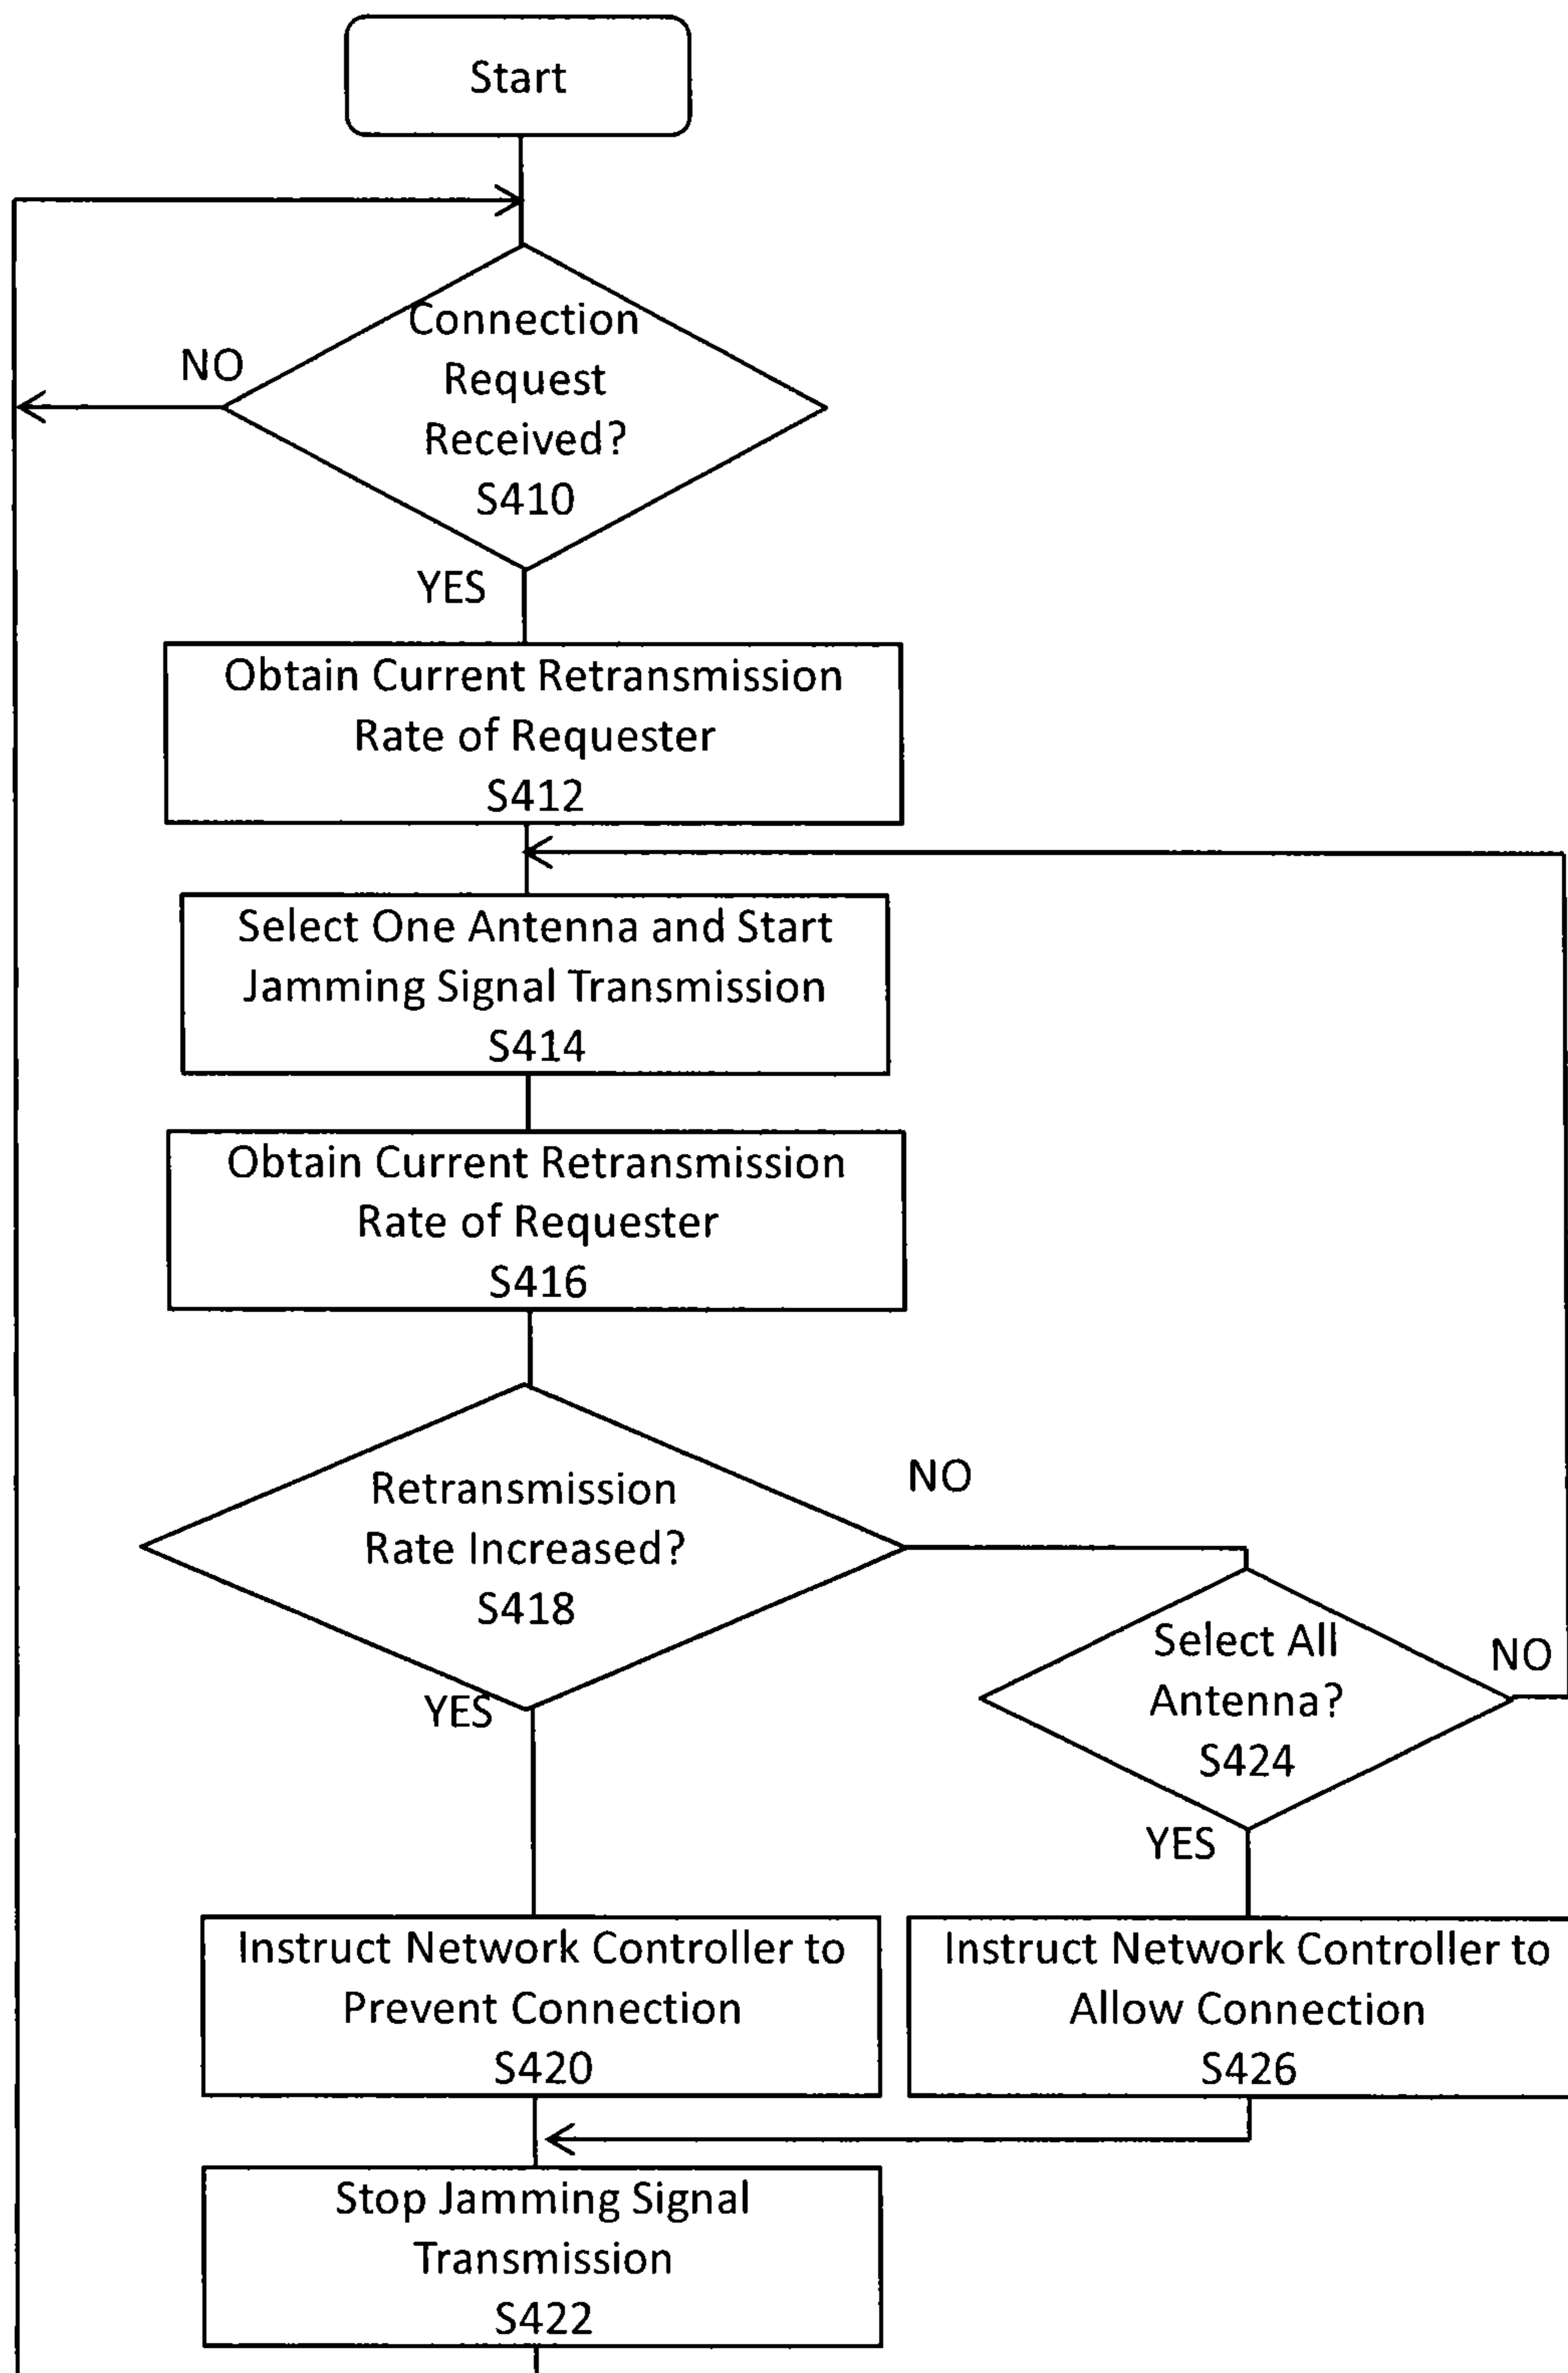 Start
Connection
Request
Received?
S410
NO
YES
Obtain Current Retransmission
Rate of Requester
S412
Select One Antenna and Start
Jamming Signal Transmission
S414
Obtain Current Retransmission
Rate of Requester
S416
Retransmission
Rate Increased?
S418
NO
YES
Select All
Antenna?
S424
NO
YES
Instruct Network Controller to
Prevent Connection
S420
Instruct Network Controller to
Allow Connection
S426
Stop Jamming Signal
Transmission
S422